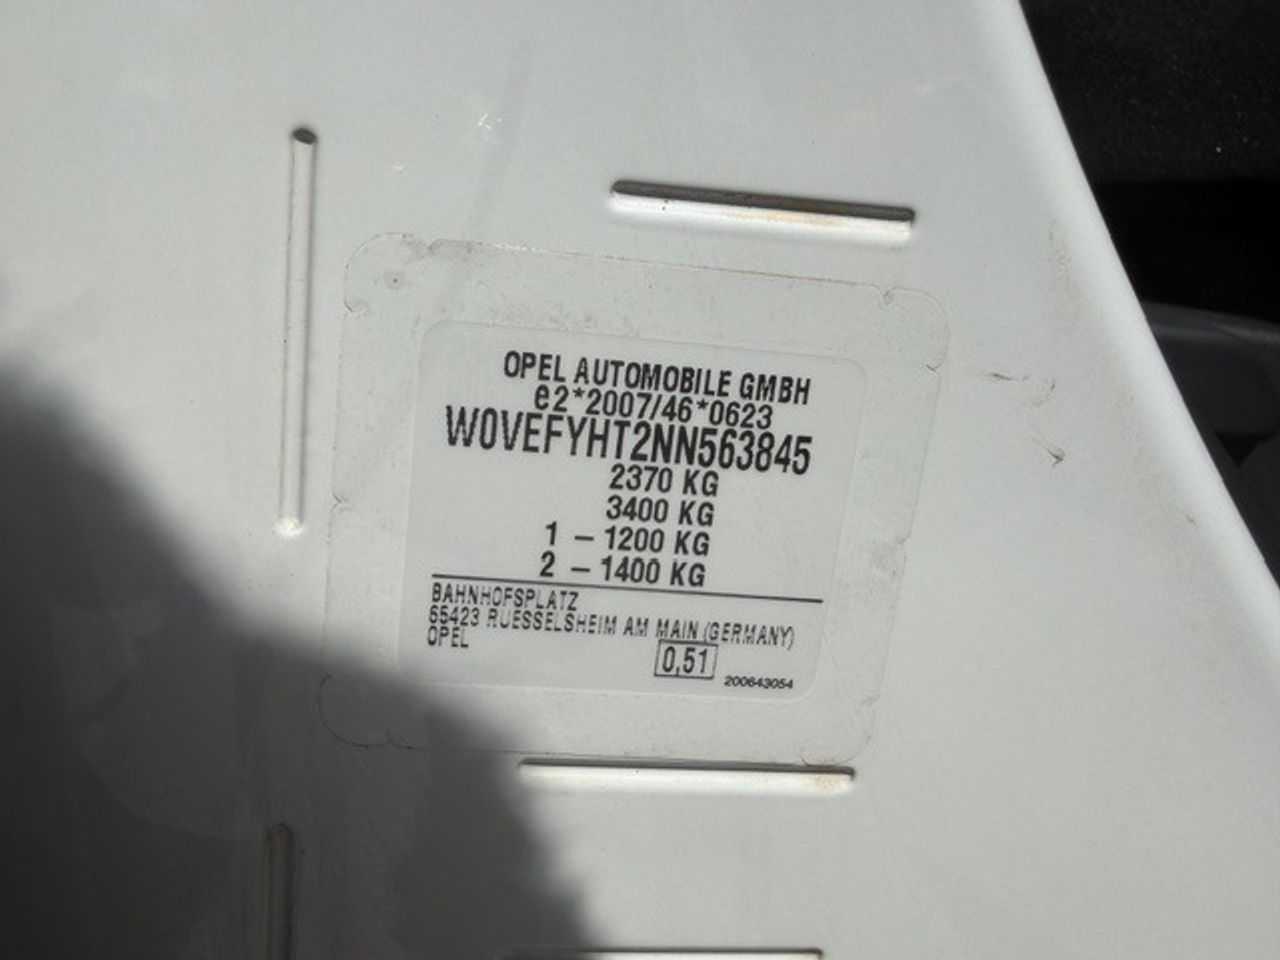 OPEL AUTOMOBILE GMBH
e2*2007/46*0623
W0VEFYHT2NN563845
2370 KG
3400 KG
1 – 1200 KG
2 – 1400 KG
BAHNHOFSPLATZ
65423 RUESSELSHEIM AM MAIN (GERMANY)
OPEL
0,51
200643054